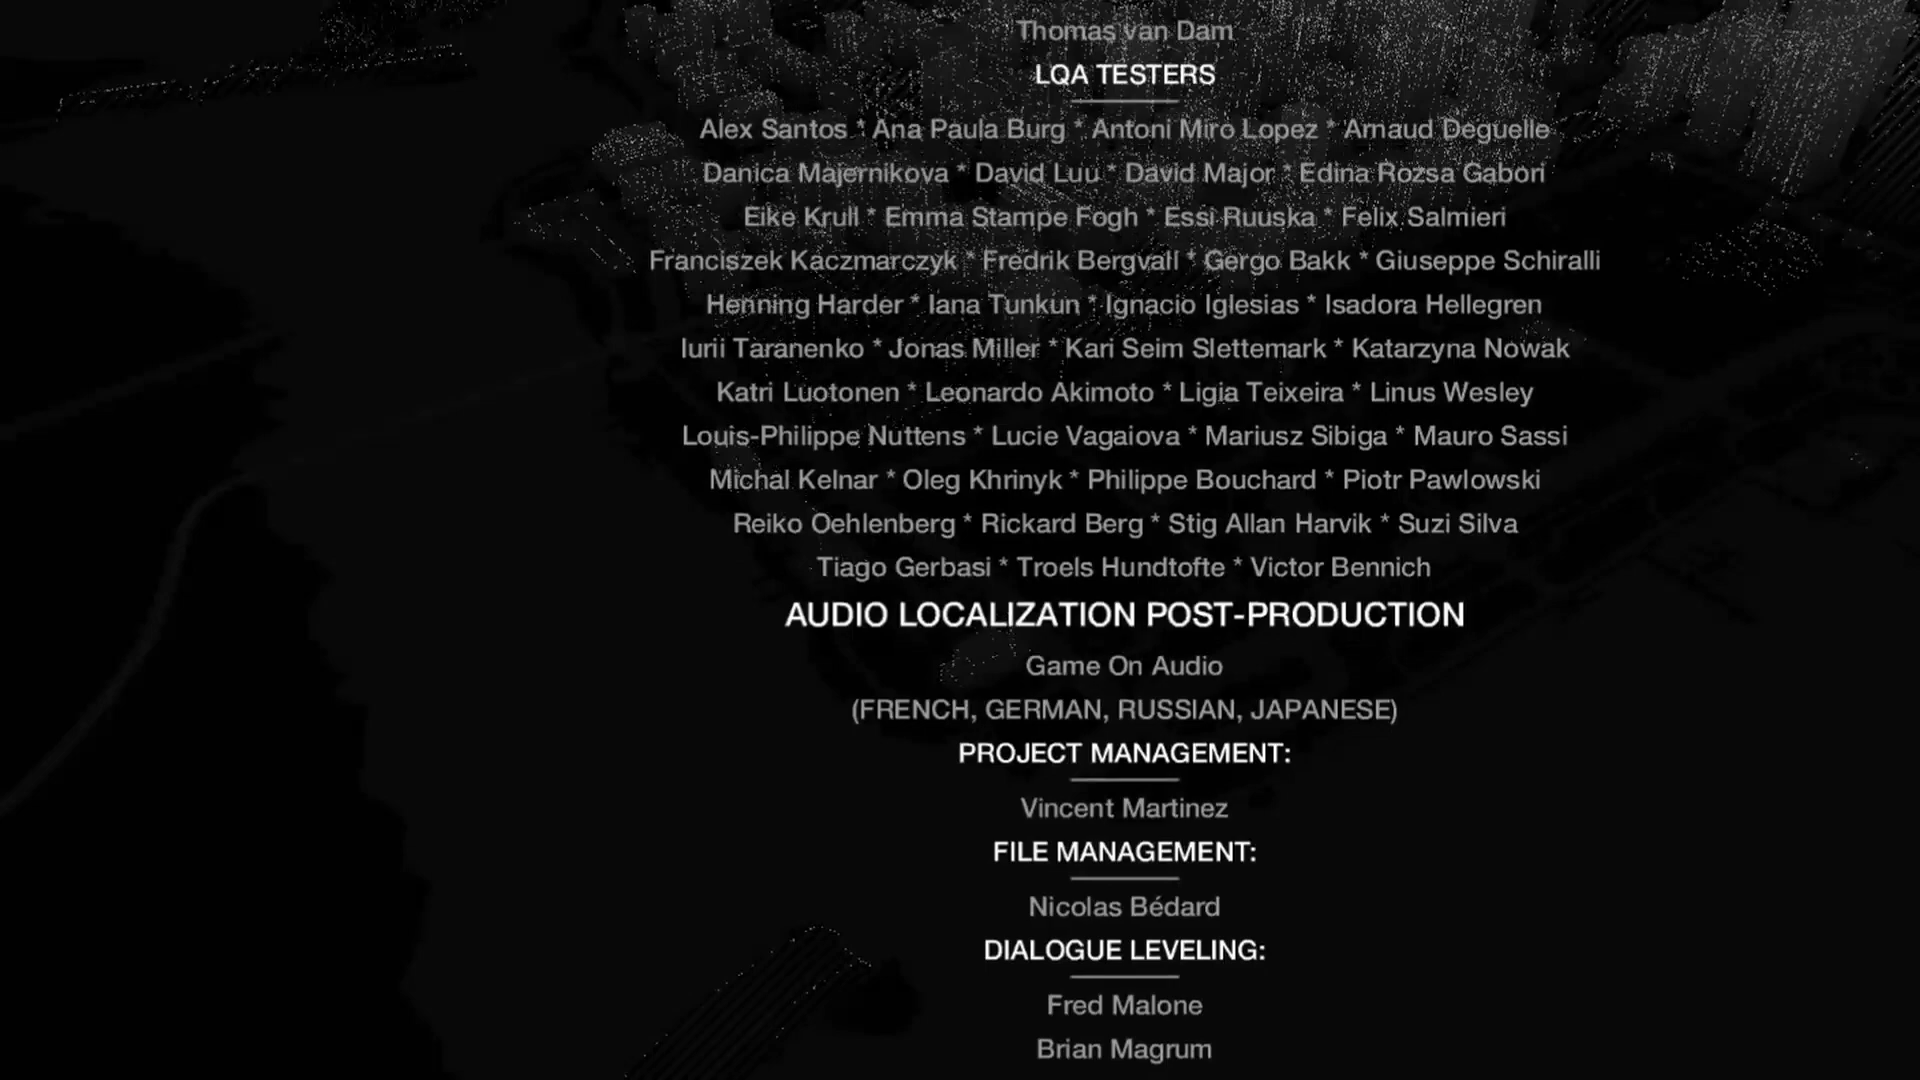 Thomas van Dam
LQA TESTERS
Alex Santos * Ana Paula Burg * Antoni Miro Lopez * Arnaud Deguelle
Danica Majernikova * David Luu * David Major * Edina Rozsa Gabori
Eike Krull * Emma Stampe Fogh * Essi Ruuska * Felix Salmieri
Franciszek Kaczmarczyk * Fredrik Bergvall * Gergo Bakk * Giuseppe Schiralli
Henning Harder * Iana Tunkun * Ignacio Iglesias * Isadora Hellegren
Iurii Taranenko * Jonas Miller * Kari Seim Slettemark * Katarzyna Nowak
Katri Luotonen * Leonardo Akimoto * Ligia Teixeira * Linus Wesley
Louis-Philippe Nuttens * Lucie Vagaiova * Mariusz Sibiga * Mauro Sassi
Michal Kelnar * Oleg Khrinyk * Philippe Bouchard * Piotr Pawlowski
Reiko Oehlenberg * Rickard Berg * Stig Allan Harvik * Suzi Silva
Tiago Gerbasi * Troels Hundtofte * Victor Bennich
AUDIO LOCALIZATION POST-PRODUCTION
Game On Audio
(FRENCH, GERMAN, RUSSIAN, JAPANESE)
PROJECT MANAGEMENT:
Vincent Martinez
FILE MANAGEMENT:
Nicolas Bédard
DIALOGUE LEVELING:
Fred Malone
Brian Magrum